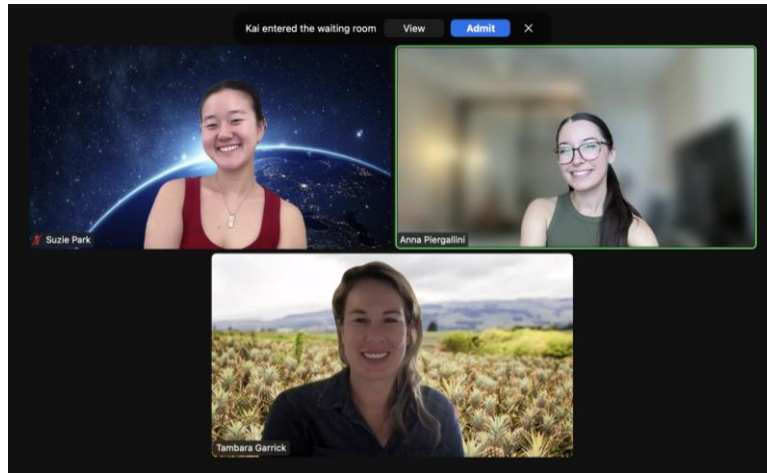 Kai entered the waiting room View Admit
Suzie Park
Anna Piergallini
Tambara Garrick